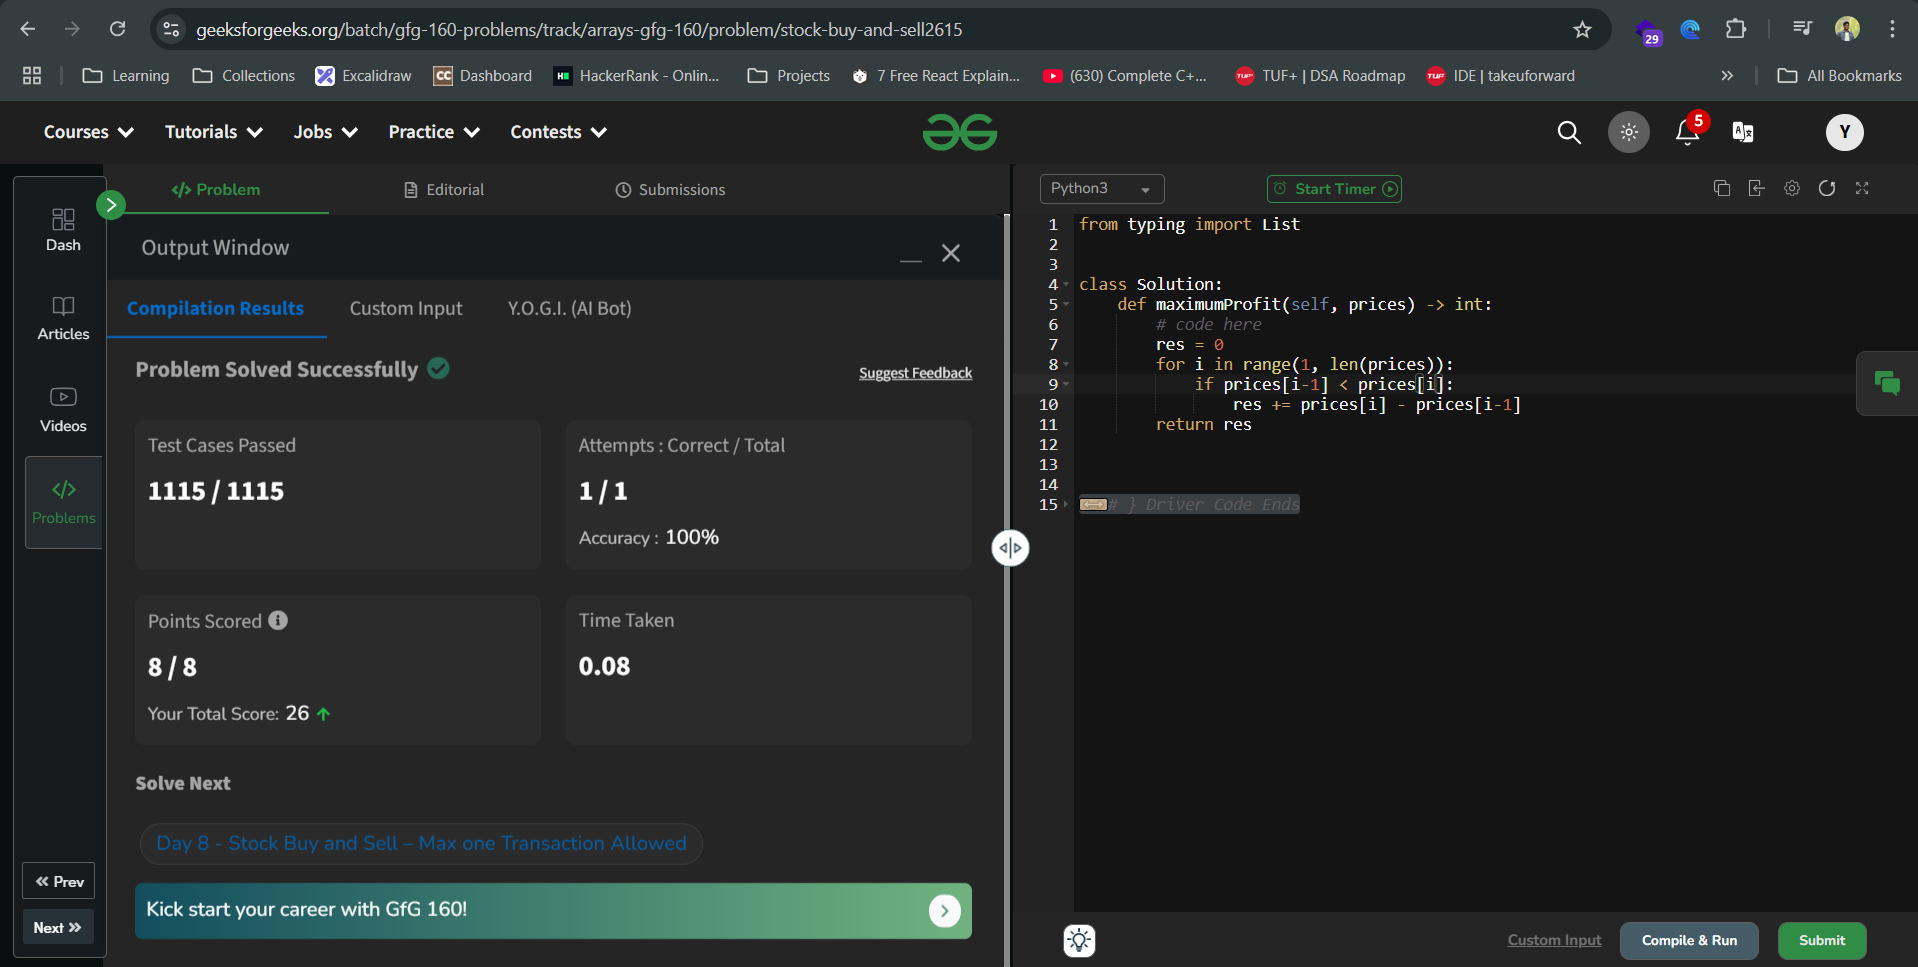 geeksforgeeks.org/batch/gfg-160-problems/track/arrays-gfg-160/problem/stock-buy-and-sell2615
29
Learning
Collections
Excalidraw
CC Dashboard
HackerRank - Onlin...
Projects
7 Free React Explain...
(630) Complete C+...
TUF+ | DSA Roadmap
IDE | takeuforward
»
All Bookmarks
Courses
Tutorials
Jobs
Practice
Contests
5
Y
Dash
Articles
Videos
</>
Problems
« Prev
Next »
</> Problem
Editorial
Submissions
Output Window
Compilation Results
Custom Input
Y.O.G.I. (AI Bot)
Problem Solved Successfully
Suggest Feedback
Test Cases Passed
1115 / 1115
Attempts : Correct / Total
1 / 1
Accuracy : 100%
Points Scored
8 / 8
Your Total Score: 26
Time Taken
0.08
Solve Next
Day 8 - Stock Buy and Sell – Max one Transaction Allowed
Kick start your career with GfG 160!
Python3
Start Timer
1 from typing import List
2
3
4 class Solution:
5     def maximumProfit(self, prices) -> int:
6         # code here
7         res = 0
8         for i in range(1, len(prices)):
9             if prices[i-1] < prices[i]:
10                 res += prices[i] - prices[i-1]
11         return res
12
13
14
15 # } Driver Code Ends
Custom Input
Compile & Run
Submit